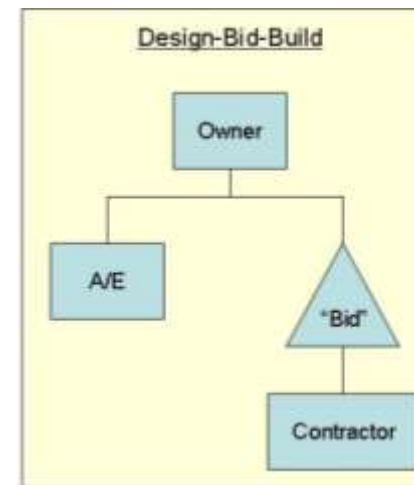 Design-Bid-Build
Owner
A/E
“Bid”
Contractor